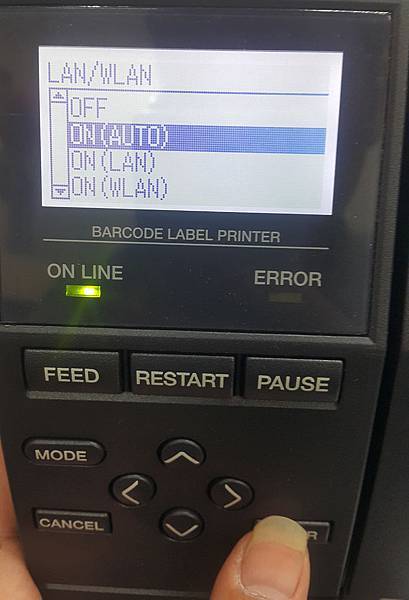 LAN/WLAN
OFF
ON(AUTO)
ON(LAN)
ON(WLAN)
BARCODE LABEL PRINTER
ON LINE
ERROR
FEED
RESTART
PAUSE
MODE
CANCEL